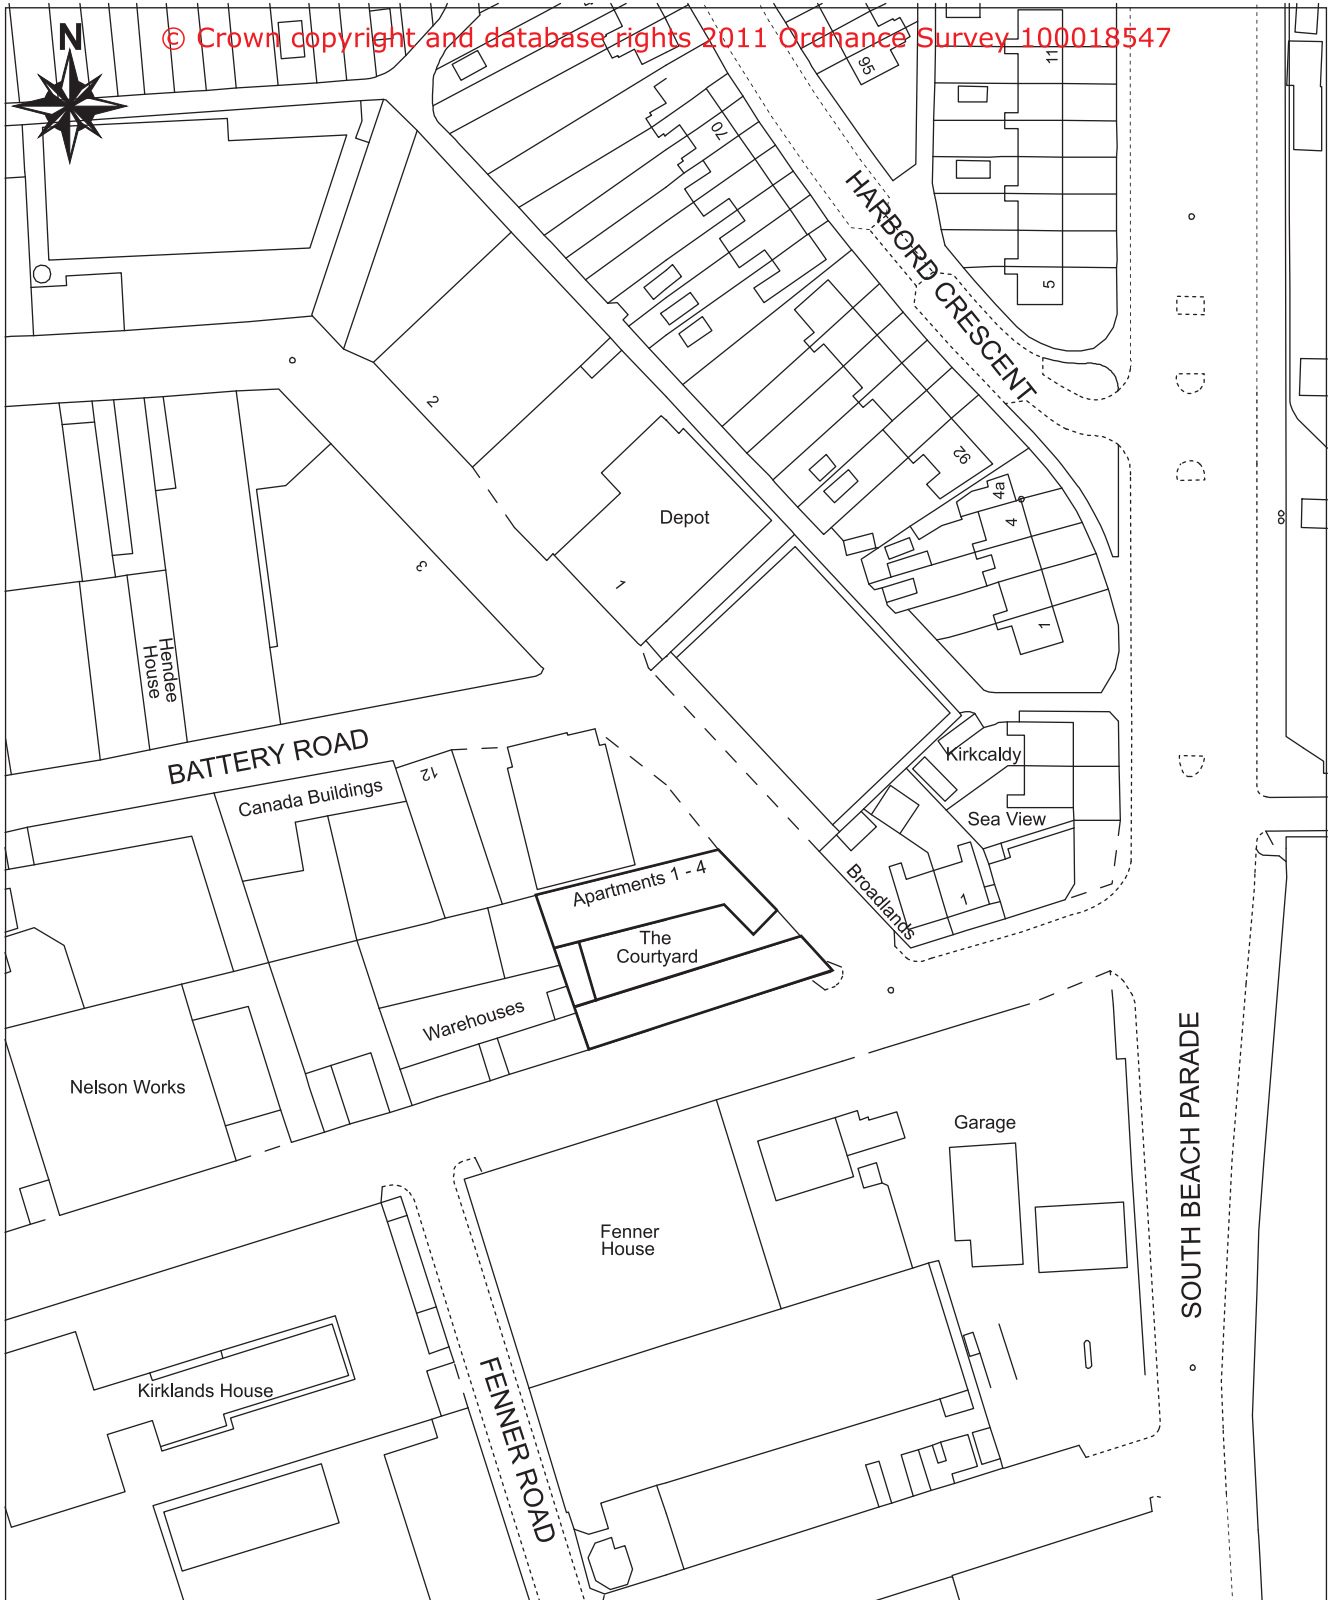 N
© Crown copyright and database rights 2011 Ordnance Survey 100018547
95
11
70
HARBORD CRESCENT
5
2
92
4a
4
Depot
3
1
7
Hendee
House
BATTERY ROAD
Kirkcaldy
12
Canada Buildings
Sea View
Apartments 1 - 4
Broadlands
1
The
Courtyard
Warehouses
Nelson Works
SOUTH BEACH PARADE
Garage
Fenner
House
Kirklands House
FENNER ROAD